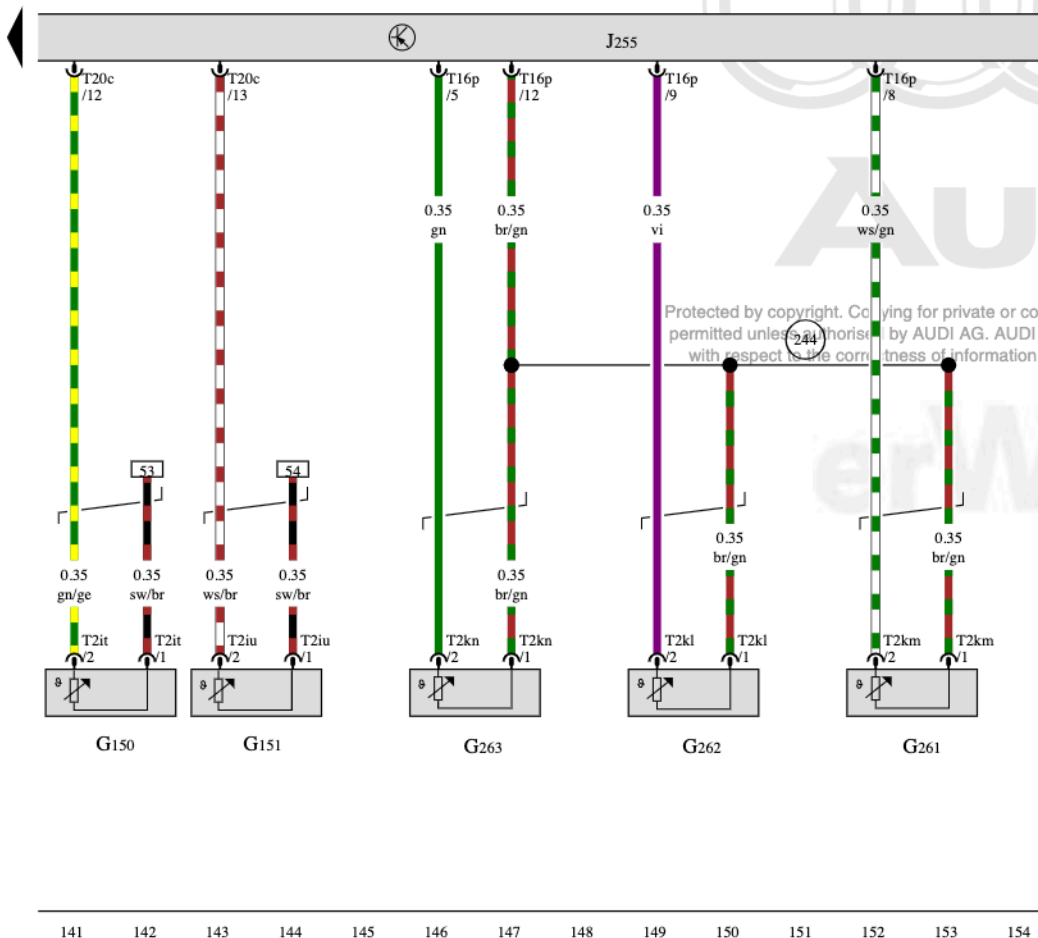 J255
T20c
/12
T20c
/13
T16p
/5
T16p
/12
T16p
/9
T16p
/8
0.35
gn
0.35
br/gn
0.35
vi
0.35
ws/gn
Au
Protected by copyright. Copying for private or co
permitted unless authorised by AUDI AG. AUDI
with respect to the correctness of information
244
53
54
0.35
br/gn
0.35
br/gn
0.35
gn/ge
0.35
sw/br
0.35
ws/br
0.35
sw/br
0.35
br/gn
T2it
/2
T2it
/1
T2iu
/2
T2iu
/1
T2kn
/2
T2kn
/1
T2kl
/2
T2kl
/1
T2km
/2
T2km
/1
ϑ
ϑ
ϑ
ϑ
ϑ
G150
G151
G263
G262
G261
141 142 143 144 145 146 147 148 149 150 151 152 153 154